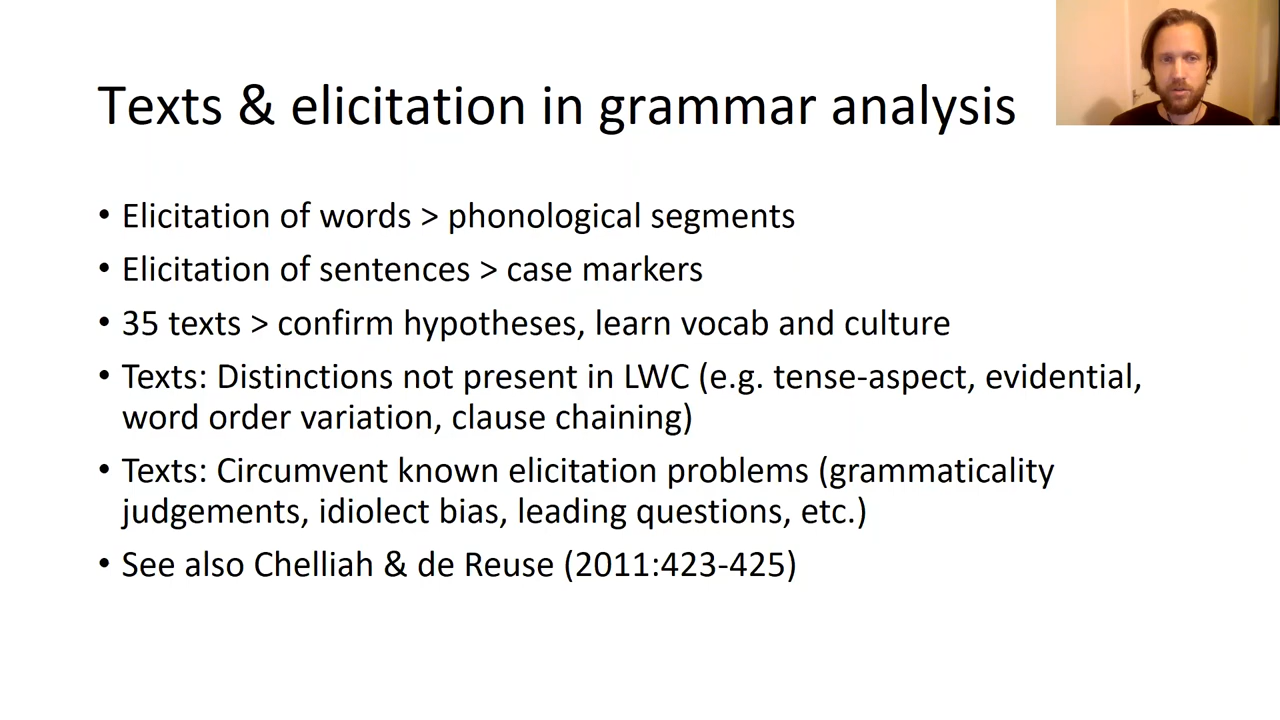 Texts & elicitation in grammar analysis
• Elicitation of words > phonological segments
• Elicitation of sentences > case markers
• 35 texts > confirm hypotheses, learn vocab and culture
• Texts: Distinctions not present in LWC (e.g. tense-aspect, evidential,
word order variation, clause chaining)
• Texts: Circumvent known elicitation problems (grammaticality
judgements, idiolect bias, leading questions, etc.)
• See also Chelliah & de Reuse (2011:423-425)